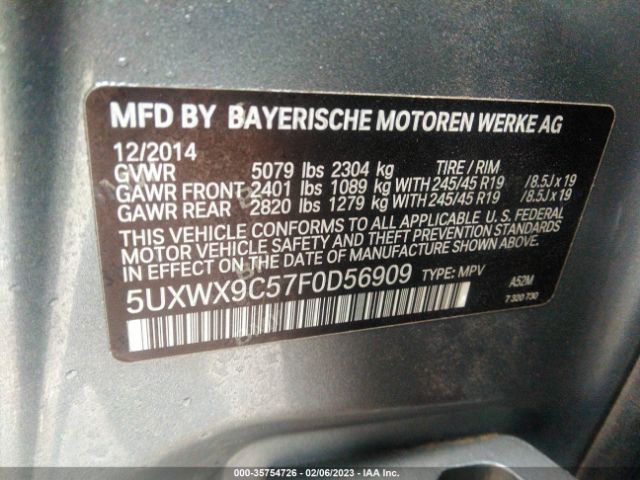 MFD BY BAYERISCHE MOTOREN WERKE AG
12/2014
GVWR 5079 lbs 2304 kg TIRE / RIM
GAWR FRONT 2401 lbs 1089 kg WITH 245/45 R19 /8.5J x 19
GAWR REAR 2820 lbs 1279 kg WITH 245/45 R19 /8.5J x 19
THIS VEHICLE CONFORMS TO ALL APPLICABLE U. S. FEDERAL
MOTOR VEHICLE SAFETY AND THEFT PREVENTION STANDARDS
IN EFFECT ON THE DATE OF MANUFACTURE SHOWN ABOVE.
5UXWX9C57F0D56909 TYPE: MPV A52M
7 320 730
000-35754726 - 02/06/2023 - IAA Inc.